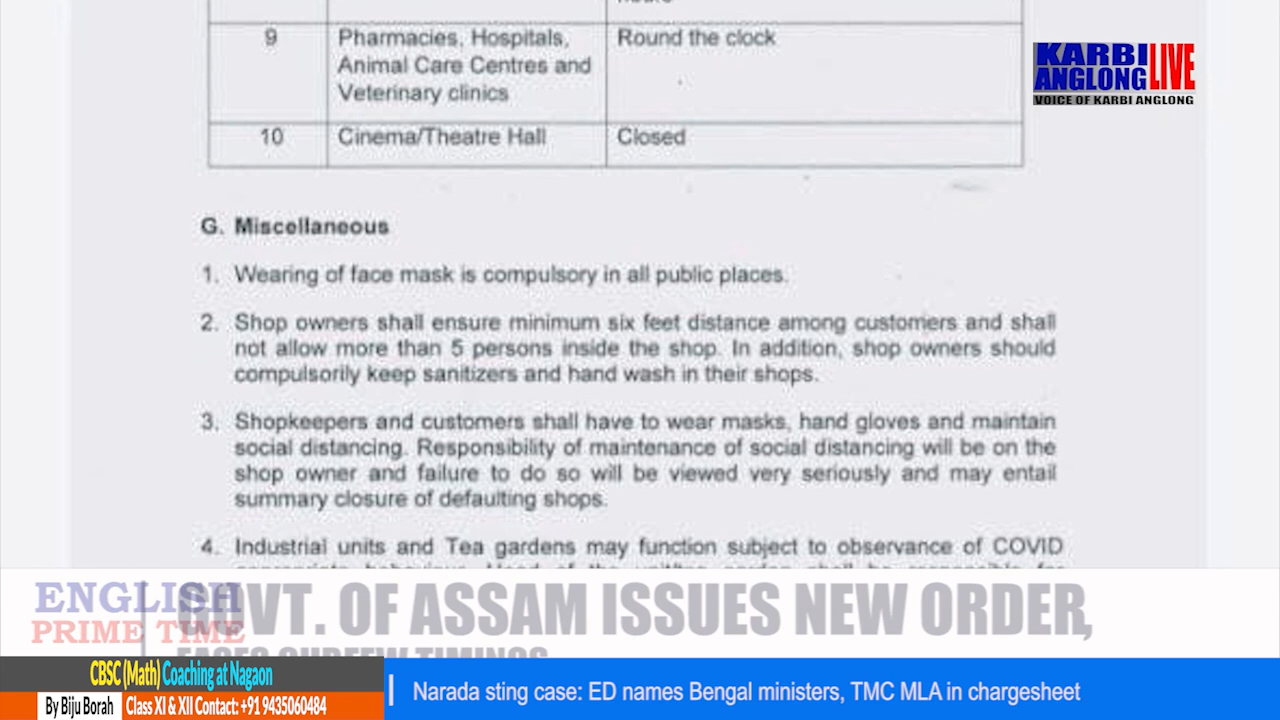 9 Pharmacies, Hospitals, Round the clock
Animal Care Centres and
Veterinary clinics
10 Cinema/Theatre Hall Closed
KARBI
ANGLONG LIVE
VOICE OF KARBI ANGLONG
G. Miscellaneous
1. Wearing of face mask is compulsory in all public places.
2. Shop owners shall ensure minimum six feet distance among customers and shall
not allow more than 5 persons inside the shop. In addition, shop owners should
compulsorily keep sanitizers and hand wash in their shops.
3. Shopkeepers and customers shall have to wear masks, hand gloves and maintain
social distancing. Responsibility of maintenance of social distancing will be on the
shop owner and failure to do so will be viewed very seriously and may entail
summary closure of defaulting shops.
4. Industrial units and Tea gardens may function subject to observance of COVID
ENGLISH
PRIME TIME
GOVT. OF ASSAM ISSUES NEW ORDER,
CBSC (Math) Coaching at Nagaon
By Biju Borah Class XI & XII Contact: +91 9435060484
Narada sting case: ED names Bengal ministers, TMC MLA in chargesheet